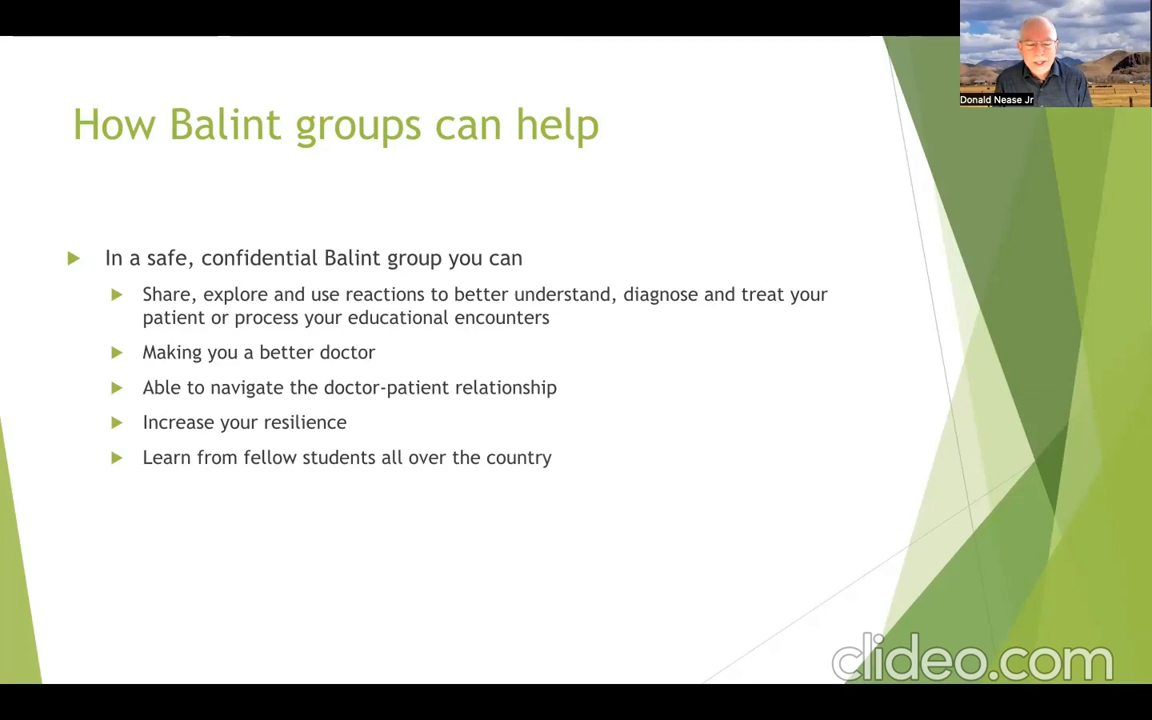 Donald Nease Jr
How Balint groups can help
In a safe, confidential Balint group you can
Share, explore and use reactions to better understand, diagnose and treat your
patient or process your educational encounters
Making you a better doctor
Able to navigate the doctor-patient relationship
Increase your resilience
Learn from fellow students all over the country
clideo.com